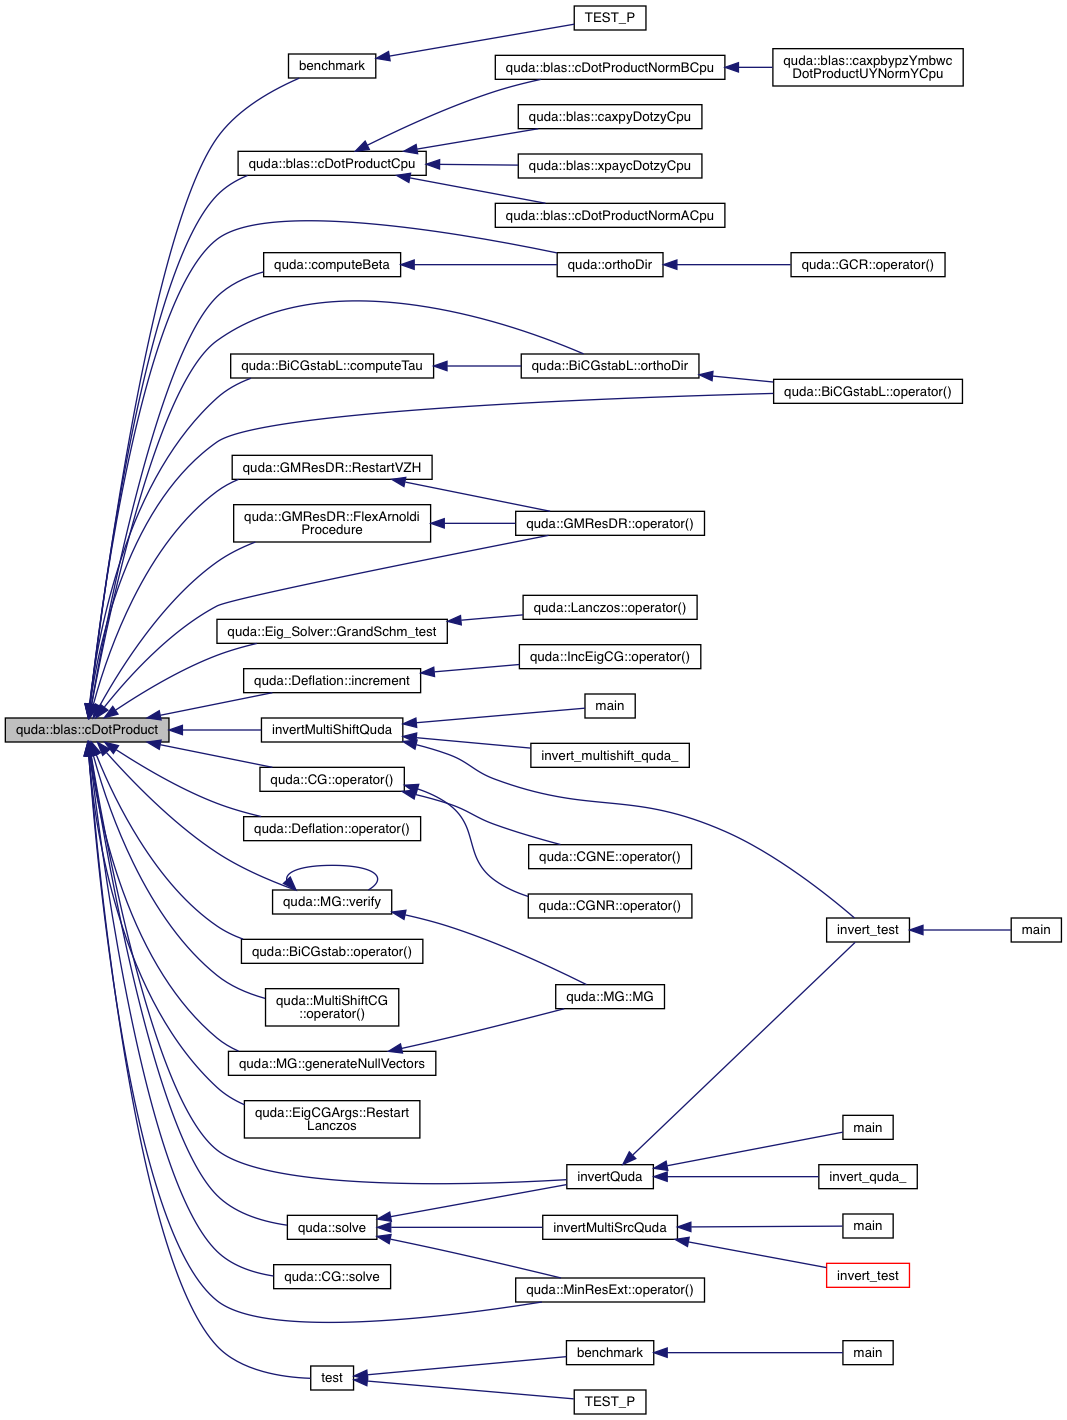 TEST_P
benchmark
quda::blas::cDotProductNormBCpu
quda::blas::caxpbypzYmbwc
DotProductUYNormYCpu
quda::blas::caxpyDotzyCpu
quda::blas::cDotProductCpu
quda::blas::xpaycDotzyCpu
quda::blas::cDotProductNormACpu
quda::computeBeta
quda::orthoDir
quda::GCR::operator()
quda::BiCGstabL::computeTau
quda::BiCGstabL::orthoDir
quda::BiCGstabL::operator()
quda::GMResDR::RestartVZH
quda::GMResDR::FlexArnoldi
Procedure
quda::GMResDR::operator()
quda::Lanczos::operator()
quda::Eig_Solver::GrandSchm_test
quda::IncEigCG::operator()
quda::Deflation::increment
main
quda::blas::cDotProduct
invertMultiShiftQuda
invert_multishift_quda_
quda::CG::operator()
quda::Deflation::operator()
quda::CGNE::operator()
quda::MG::verify
quda::CGNR::operator()
invert_test
main
quda::BiCGstab::operator()
quda::MultiShiftCG
::operator()
quda::MG::MG
quda::MG::generateNullVectors
quda::EigCGArgs::Restart
Lanczos
main
invertQuda
invert_quda_
quda::solve
invertMultiSrcQuda
main
quda::CG::solve
invert_test
quda::MinResExt::operator()
benchmark
main
test
TEST_P